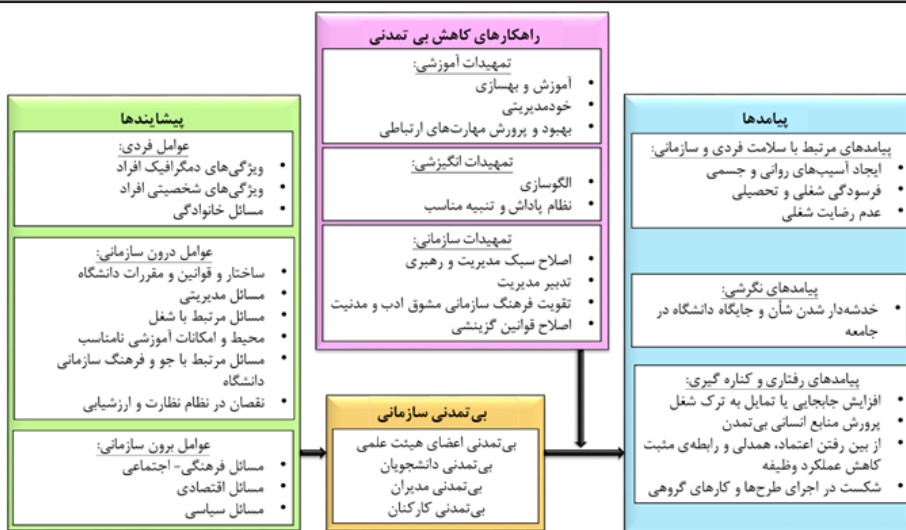 پیشایندها
عوامل فردی:
• ویژگی‌های دمگرافیک افراد
• ویژگی‌های شخصیتی افراد
• مسائل خانوادگی
عوامل درون سازمانی:
• ساختار و قوانین و مقررات دانشگاه
• مسائل مدیریتی
• مسائل مرتبط با شغل
• محیط و امکانات آموزشی نامناسب
• مسائل مرتبط با جو و فرهنگ سازمانی
دانشگاه
• نقصان در نظام نظارت و ارزشیابی
عوامل برون سازمانی:
• مسائل فرهنگی- اجتماعی
• مسائل اقتصادی
• مسائل سیاسی
راهکارهای کاهش بی تمدنی
تمهیدات آموزشی:
• آموزش و بهسازی
• خودمدیریتی
• بهبود و پرورش مهارت‌های ارتباطی
تمهیدات انگیزشی:
• الگوسازی
• نظام پاداش و تنبیه مناسب
تمهیدات سازمانی:
• اصلاح سبک مدیریت و رهبری
• تدبیر مدیریت
• تقویت فرهنگ سازمانی مشوق ادب و مدنیت
• اصلاح قوانین گزینشی
بی‌تمدنی سازمانی
بی‌تمدنی اعضای هیئت علمی
بی‌تمدنی دانشجویان
بی‌تمدنی مدیران
بی‌تمدنی کارکنان
پیامدها
پیامدهای مرتبط با سلامت فردی و سازمانی:
• ایجاد آسیب‌های روانی و جسمی
• فرسودگی شغلی و تحصیلی
• عدم رضایت شغلی
پیامدهای نگرشی:
• خدشه‌دار شدن شأن و جایگاه دانشگاه در
جامعه
پیامدهای رفتاری و کناره گیری:
• افزایش جابجایی یا تمایل به ترک شغل
• پرورش منابع انسانی بی‌تمدن
• از بین رفتن اعتماد، همدلی و رابطه‌ی مثبت
• کاهش عملکرد وظیفه
• شکست در اجرای طرح‌ها و کارهای گروهی